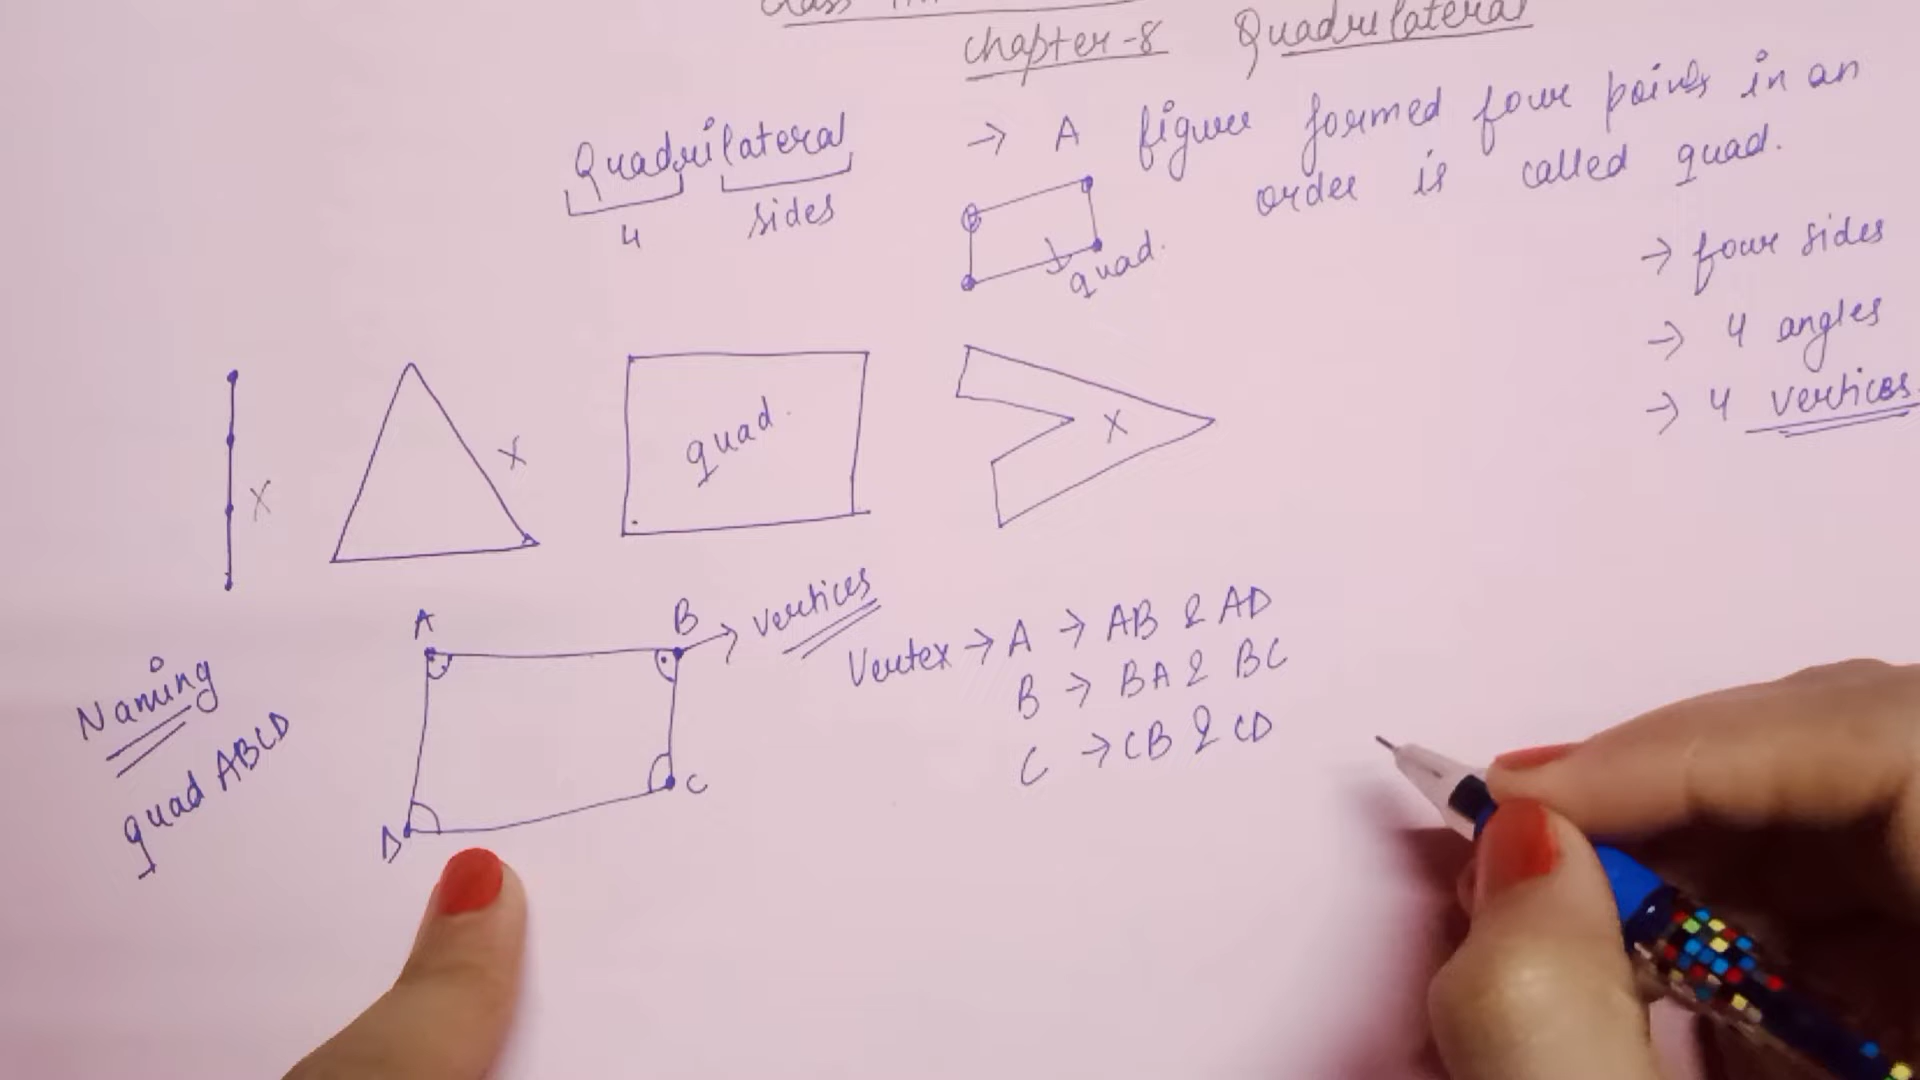 class
chapter-8 Quadrilateral
Quadrilateral
4 sides
→ A figure formed four points in an
order is called quad.
quad.
→ four sides
→ 4 angles
→ 4 vertices
X
X
quad.
X
Naming
quad ABCD
A
B → vertices
C
D
Vertex → A → AB & AD
B → BA & BC
C → CB & CD